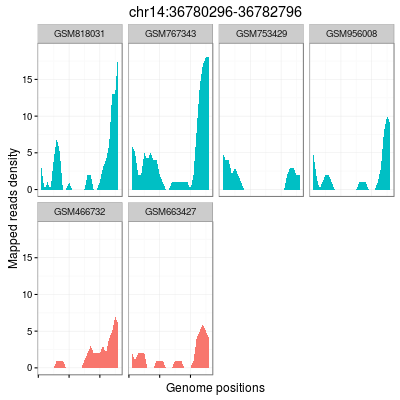 chr14:36780296-36782796
GSM818031 GSM767343 GSM753429 GSM956008
15
10
5
0
GSM466732 GSM663427
15
10
5
0
Mapped reads density
Genome positions